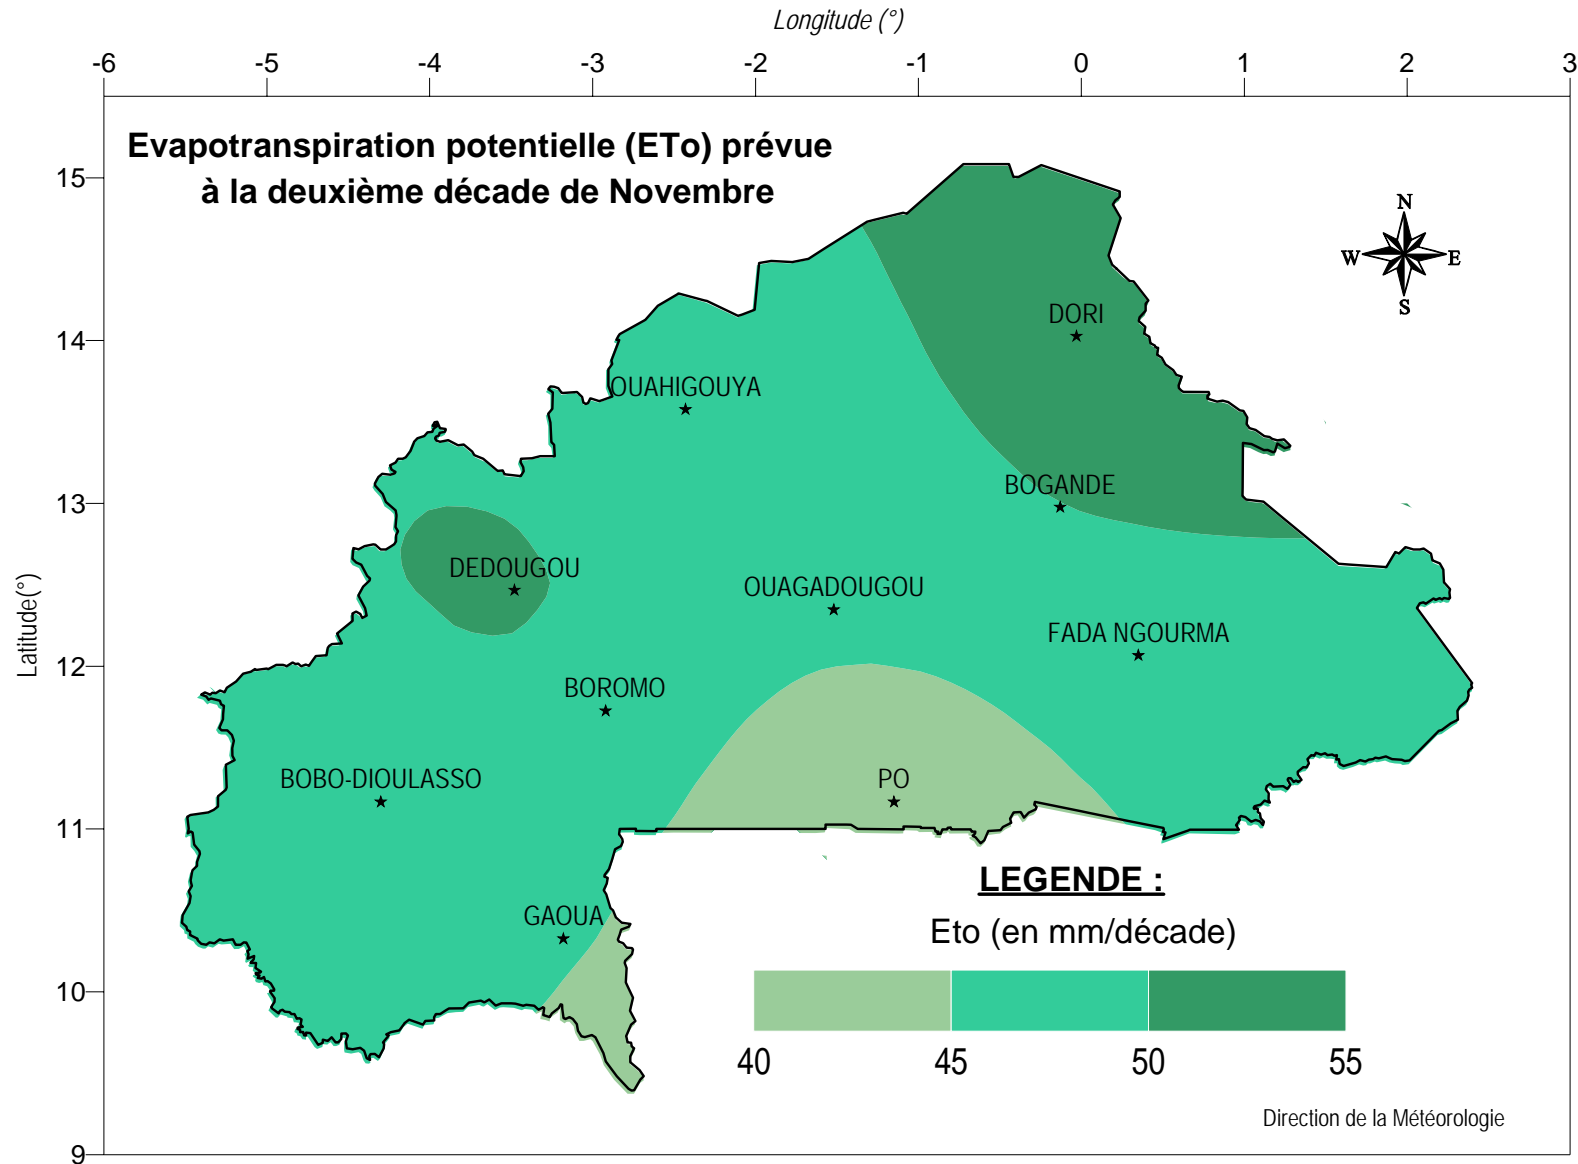 Longitude (°)
-6 -5 -4 -3 -2 -1 0 1 2 3
Evapotranspiration potentielle (ETo) prévue
à la deuxième décade de Novembre
15
N
W E
S
DORI
14
OUAHIGOUYA
BOGANDE
13
DEDOUGOU
OUAGADOUGOU
Latiitude(°)
FADA NGOURMA
12
BOROMO
BOBO-DIOULASSO
PO
11
LEGENDE :
GAOUA
Eto (en mm/décade)
10
40 45 50 55
Direction de la Météorologie
9